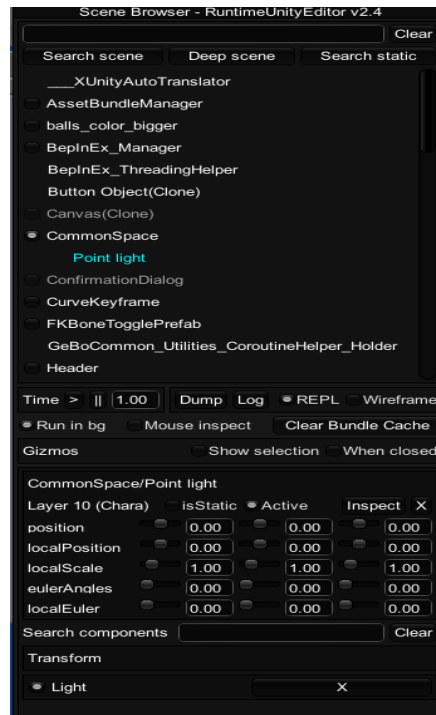 Scene Browser - RuntimeUnityEditor v2.4
Clear
Search scene Deep scene Search static
___XUnityAutoTranslator
AssetBundleManager
balls_color_bigger
BepInEx_Manager
BepInEx_ThreadingHelper
Button Object(Clone)
Canvas(Clone)
CommonSpace
Point light
ConfirmationDialog
CurveKeyframe
FKBoneTogglePrefab
GeBoCommon_Utilities_CoroutineHelper_Holder
Header
Time > || 1.00 Dump Log REPL Wireframe
Run in bg Mouse inspect Clear Bundle Cache
Gizmos Show selection When closed
CommonSpace/Point light
Layer 10 (Chara) isStatic Active Inspect X
position 0.00 0.00 0.00
localPosition 0.00 0.00 0.00
localScale 1.00 1.00 1.00
eulerAngles 0.00 0.00 0.00
localEuler 0.00 0.00 0.00
Search components Clear
Transform
Light X